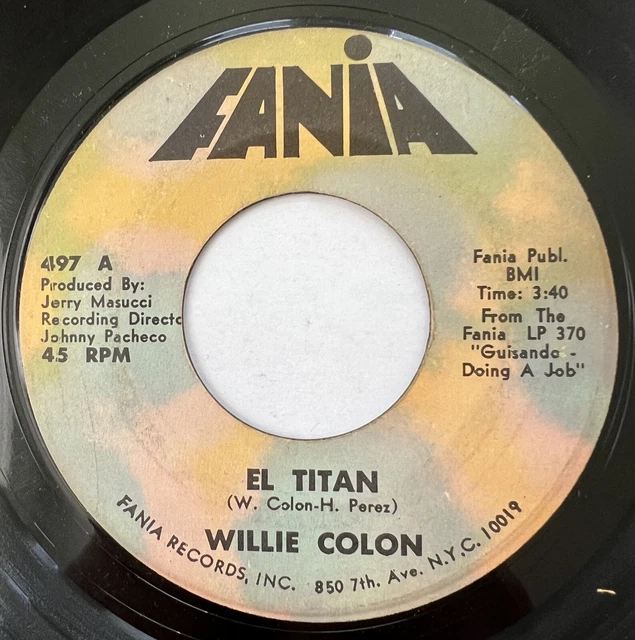 FANIA
497 A
Produced By:
Jerry Masucci
Recording Directo
Johnny Pacheco
45 RPM
Fania Publ.
BMI
Time: 3:40
From The
Fania LP 370
"Guisando -
Doing A Job"
EL TITAN
(W. Colon-H. Perez)
WILLIE COLON
FANIA RECORDS, INC. 850 7th. Ave. N.Y.C. 10019